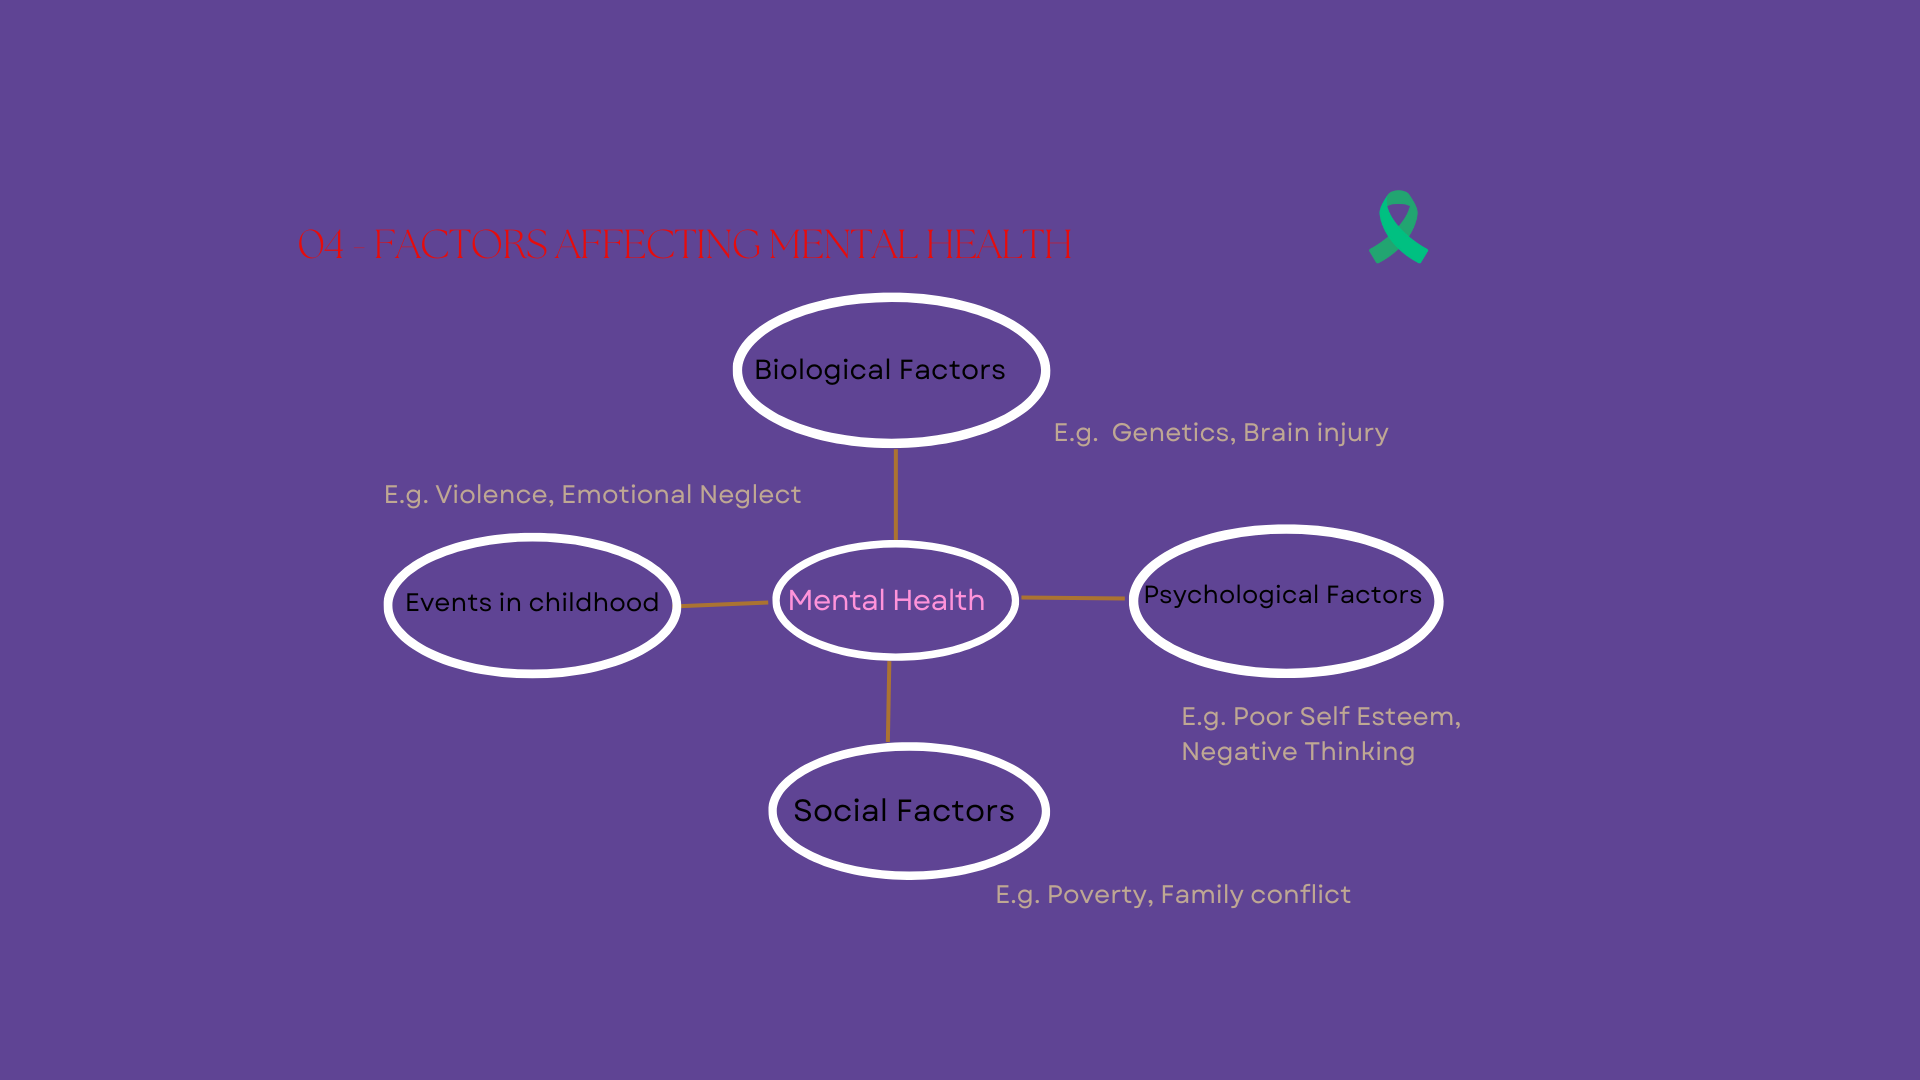 04 - FACTORS AFFECTING MENTAL HEALTH
Biological Factors
E.g. Genetics, Brain injury
E.g. Violence, Emotional Neglect
Events in childhood
Mental Health
Psychological Factors
E.g. Poor Self Esteem,
Negative Thinking
Social Factors
E.g. Poverty, Family conflict